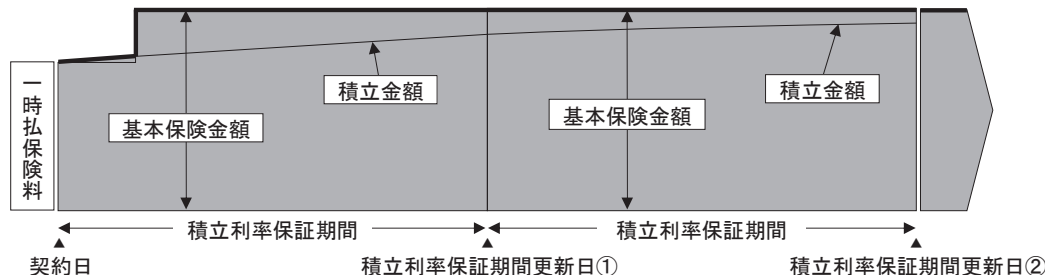 一時払保険料
積立金額
積立金額
基本保険金額
基本保険金額
積立利率保証期間
積立利率保証期間
契約日
積立利率保証期間更新日①
積立利率保証期間更新日②